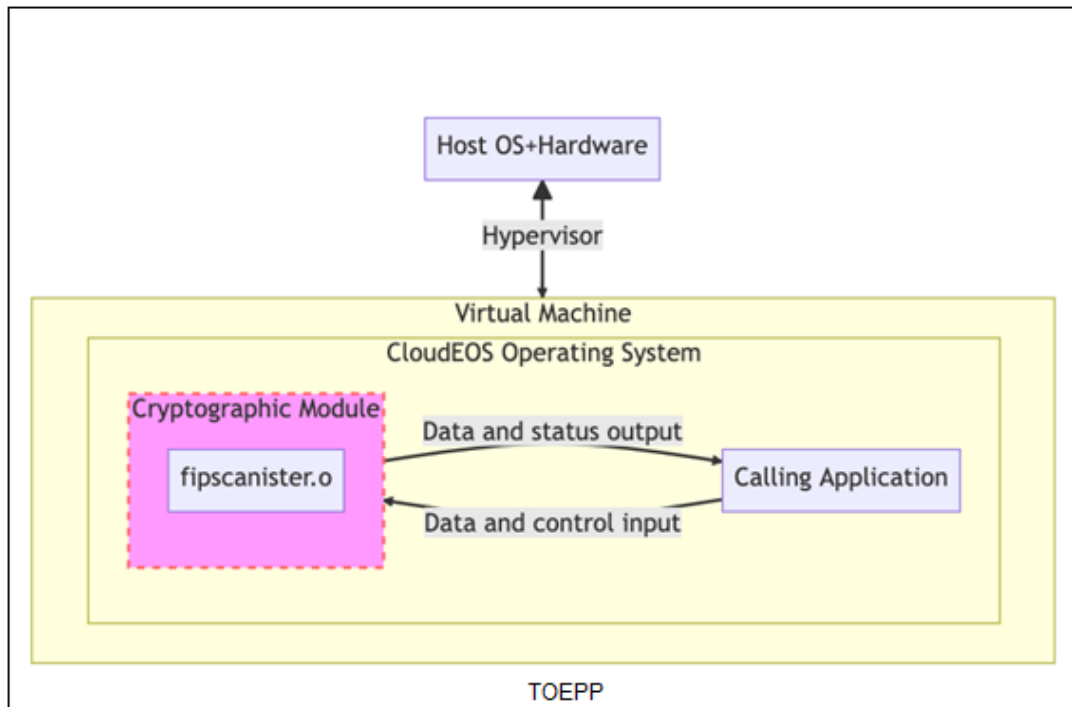 Host OS+Hardware
Hypervisor
Virtual Machine
CloudEOS Operating System
Cryptographic Module
Data and status output
fipscanister.o
Calling Application
Data and control input
TOEPP